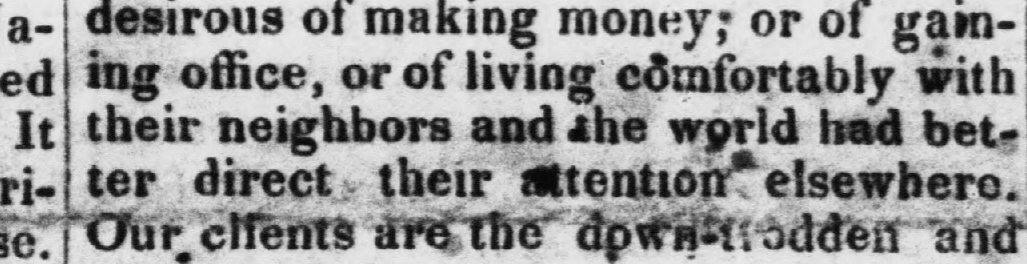 a-
ed
It
ri-
se.
desirous of making money; or of gain-
ing office, or of living comfortably with
their neighbors and the world had bet-
ter direct their attention elsewhere.
Our clients are the down-trodden and